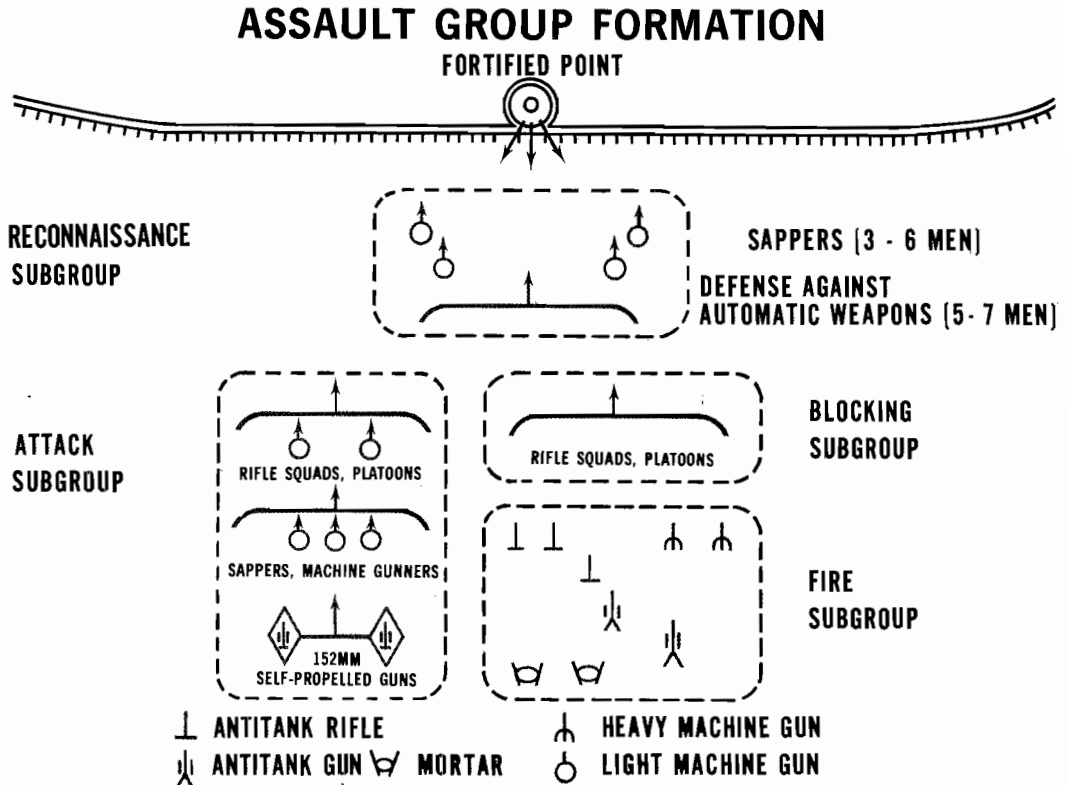 ASSAULT GROUP FORMATION
FORTIFIED POINT
RECONNAISSANCE
SUBGROUP
SAPPERS (3 - 6 MEN)
DEFENSE AGAINST
AUTOMATIC WEAPONS (5- 7 MEN)
ATTACK
SUBGROUP
RIFLE SQUADS, PLATOONS
SAPPERS, MACHINE GUNNERS
152MM
SELF-PROPELLED GUNS
RIFLE SQUADS, PLATOONS
BLOCKING
SUBGROUP
FIRE
SUBGROUP
ANTITANK RIFLE
HEAVY MACHINE GUN
ANTITANK GUN MORTAR
LIGHT MACHINE GUN